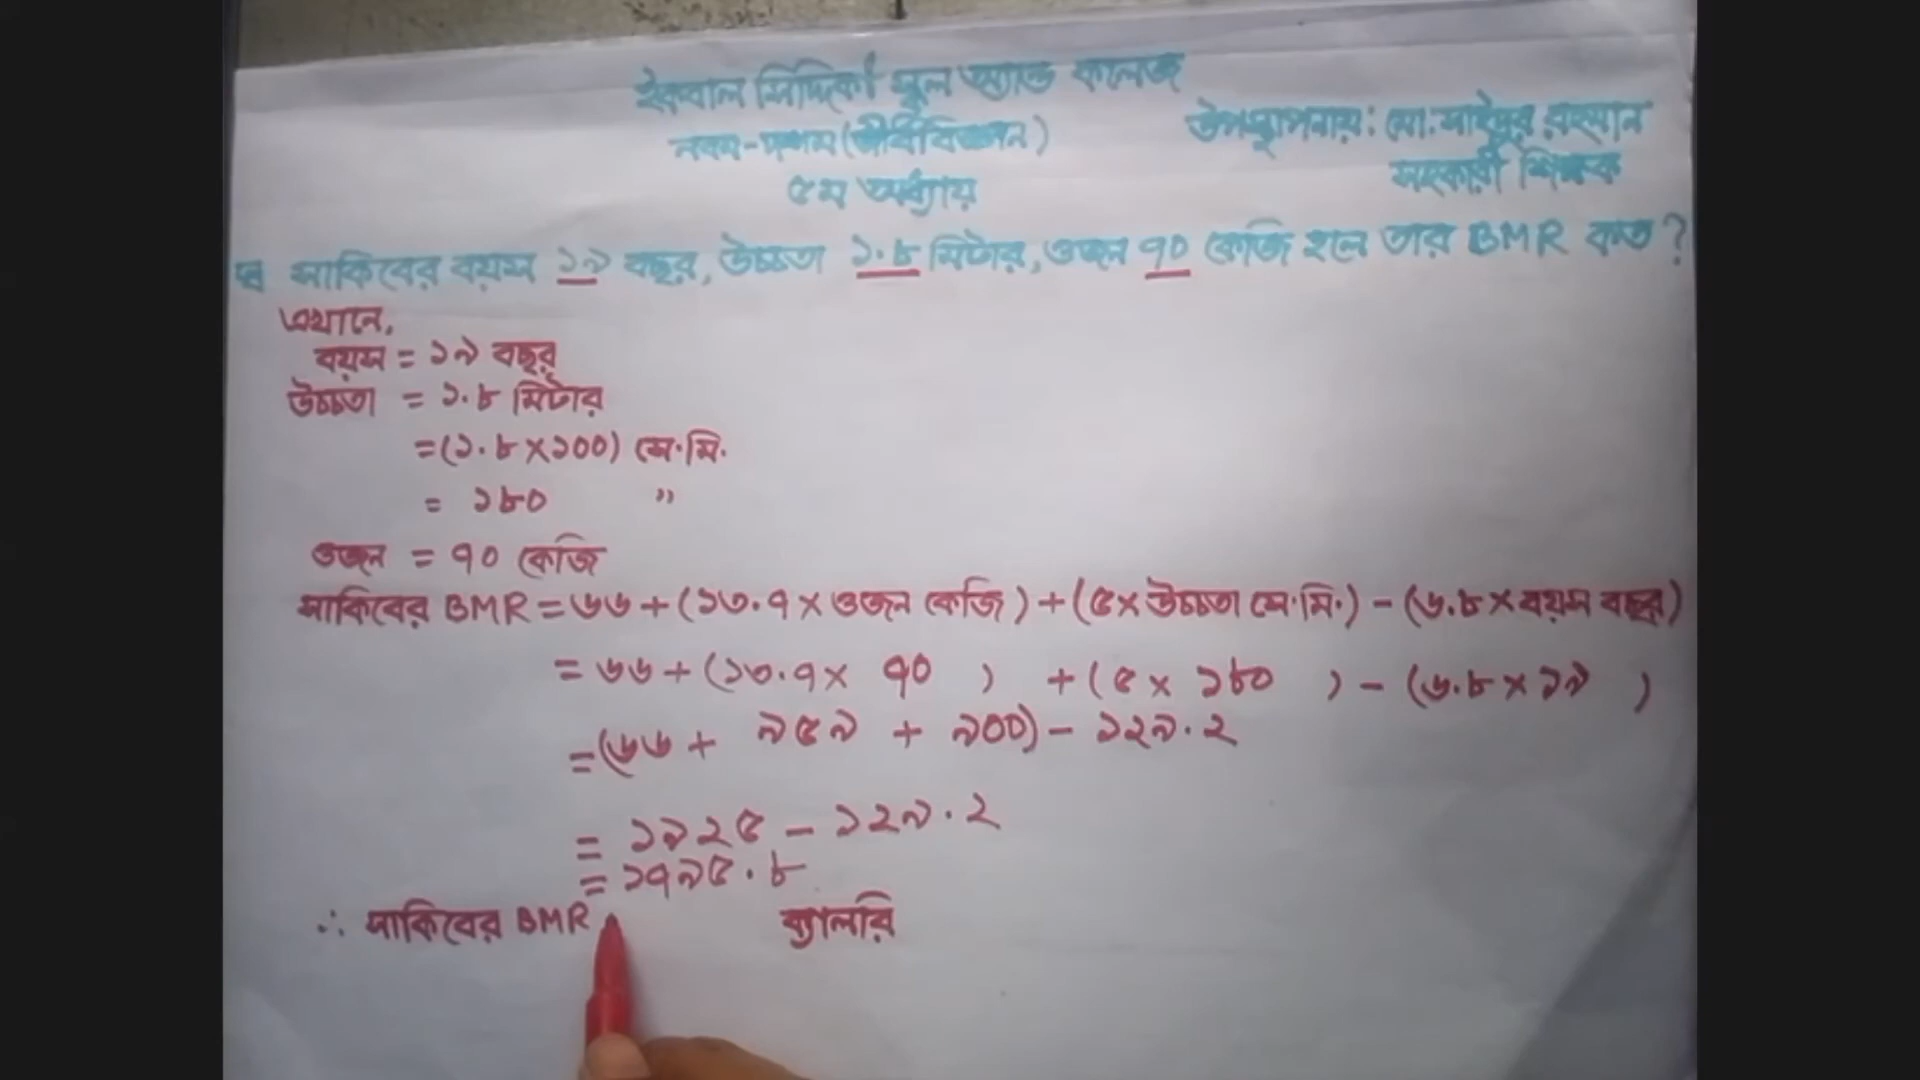 ইকবাল সিদ্দিকী স্কুল অ্যান্ড কলেজ
নবম-দশম (জীববিজ্ঞান)
উপস্থাপনায়: মো. সাইদুর রহমান
সহকারী শিক্ষক
৫ম অধ্যায়
সাকিবের বয়স ১৯ বছর, উচ্চতা ১.৮ মিটার, ওজন ৭০ কেজি হলে তার BMR কত?
এখানে,
বয়স = ১৯ বছর
উচ্চতা = ১.৮ মিটার
=(১.৮×১০০) সে.মি.
= ১৮০ "
ওজন = ৭০ কেজি
সাকিবের BMR = ৬৬ + (১৩.৭ × ওজন কেজি) + (৫ × উচ্চতা সে.মি.) - (৬.৮ × বয়স বছর)
= ৬৬ + (১৩.৭ × ৭০ ) + (৫ × ১৮০ ) - (৬.৮ × ১৯ )
=(৬৬ + ৯৫৯ + ৯০০) - ১২৯.২
= ১৯২৫ - ১২৯.২
= ১৭৯৫.৮
∴ সাকিবের BMR ক্যালরি